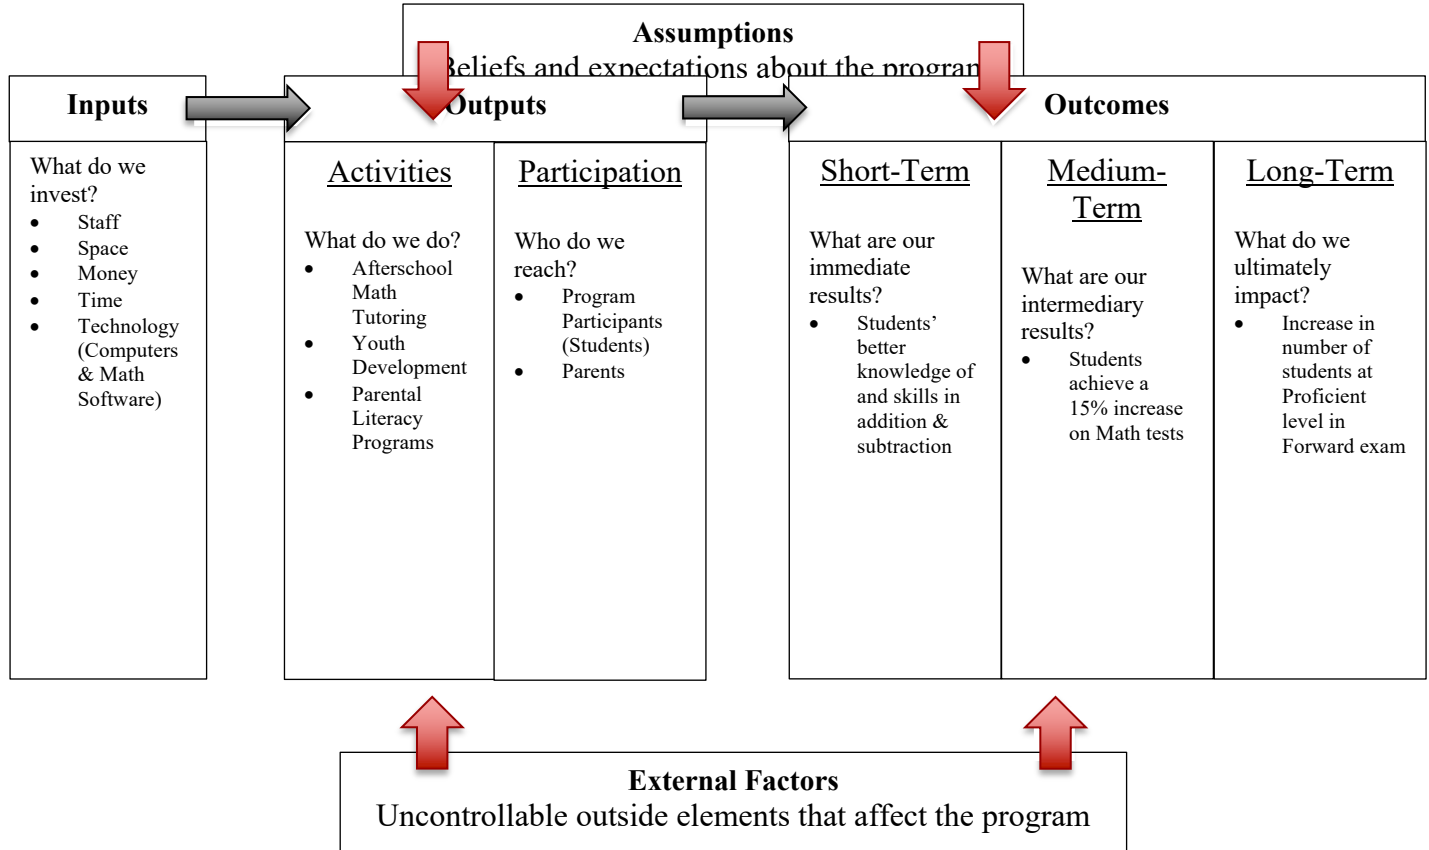 Assumptions
Beliefs and expectations about the program
Inputs
Outputs
Outcomes
What do we
invest?
• Staff
• Space
• Money
• Time
• Technology
(Computers
& Math
Software)
Activities
What do we do?
• Afterschool
Math
Tutoring
• Youth
Development
• Parental
Literacy
Programs
Participation
Who do we
reach?
• Program
Participants
(Students)
• Parents
Short-Term
What are our
immediate
results?
• Students’
better
knowledge of
and skills in
addition &
subtraction
Medium-
Term
What are our
intermediary
results?
• Students
achieve a
15% increase
on Math tests
Long-Term
What do we
ultimately
impact?
• Increase in
number of
students at
Proficient
level in
Forward exam
External Factors
Uncontrollable outside elements that affect the program